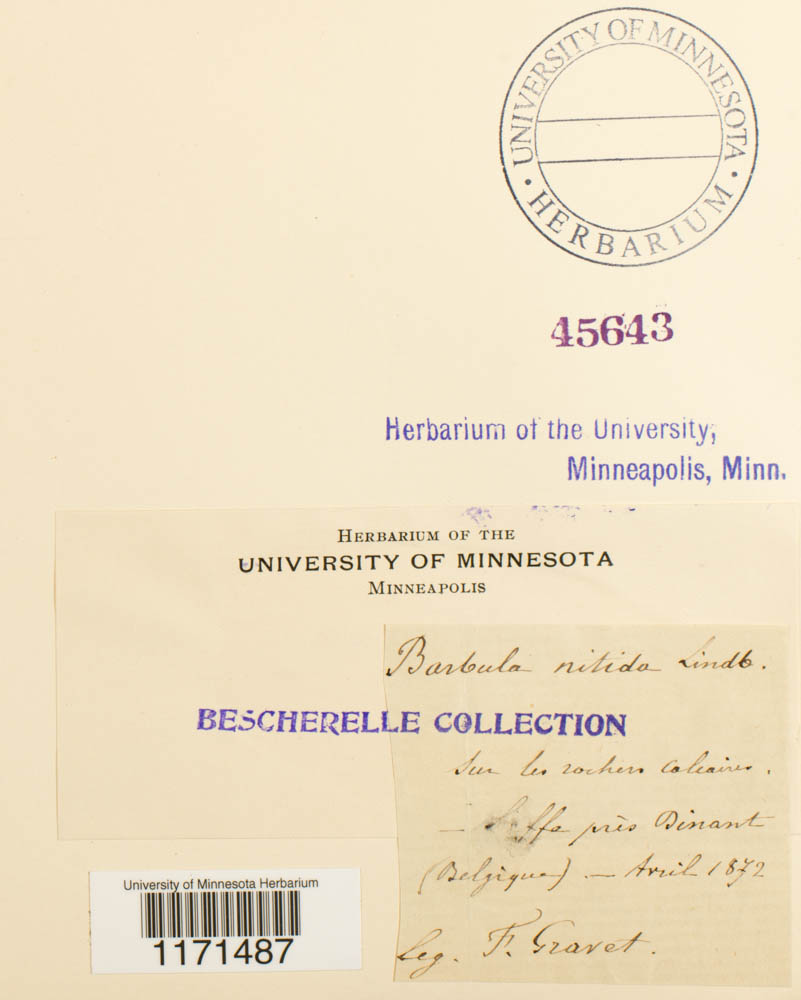 UNIVERSITY OF MINNESOTA
· HERBARIUM ·
45643
Herbarium of the University,
Minneapolis, Minn.
HERBARIUM OF THE
UNIVERSITY OF MINNESOTA
MINNEAPOLIS
Barbula nitida Lindb.
BESCHERELLE COLLECTION
Sur les rochers calcaires.
— près Dinant
(Belgique) — Avril 1872
leg. F. Gravet.
University of Minnesota Herbarium
1171487